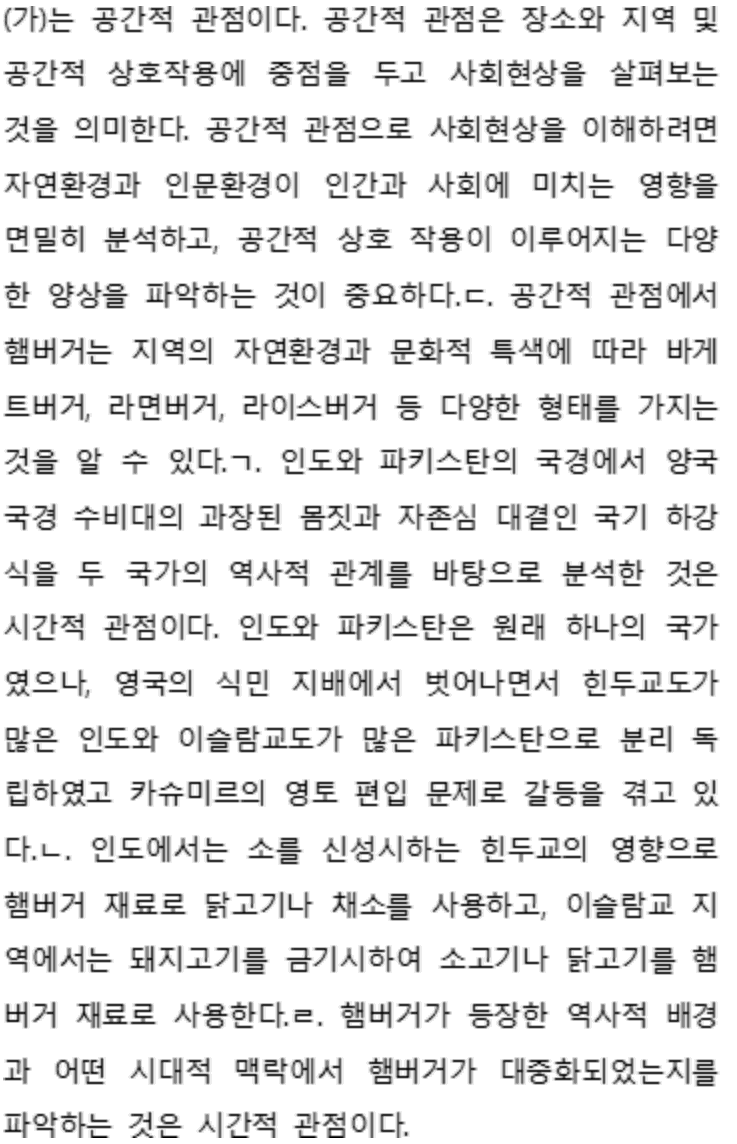 (가)는 공간적 관점이다. 공간적 관점은 장소와 지역 및
공간적 상호작용에 중점을 두고 사회현상을 살펴보는
것을 의미한다. 공간적 관점으로 사회현상을 이해하려면
자연환경과 인문환경이 인간과 사회에 미치는 영향을
면밀히 분석하고, 공간적 상호 작용이 이루어지는 다양
한 양상을 파악하는 것이 중요하다.ㄷ. 공간적 관점에서
햄버거는 지역의 자연환경과 문화적 특색에 따라 바게
트버거, 라면버거, 라이스버거 등 다양한 형태를 가지는
것을 알 수 있다.ㄱ. 인도와 파키스탄의 국경에서 양국
국경 수비대의 과장된 몸짓과 자존심 대결인 국기 하강
식을 두 국가의 역사적 관계를 바탕으로 분석한 것은
시간적 관점이다. 인도와 파키스탄은 원래 하나의 국가
였으나, 영국의 식민 지배에서 벗어나면서 힌두교도가
많은 인도와 이슬람교도가 많은 파키스탄으로 분리 독
립하였고 카슈미르의 영토 편입 문제로 갈등을 겪고 있
다.ㄴ. 인도에서는 소를 신성시하는 힌두교의 영향으로
햄버거 재료로 닭고기나 채소를 사용하고, 이슬람교 지
역에서는 돼지고기를 금기시하여 소고기나 닭고기를 햄
버거 재료로 사용한다.ㄹ. 햄버거가 등장한 역사적 배경
과 어떤 시대적 맥락에서 햄버거가 대중화되었는지를
파악하는 것은 시간적 관점이다.